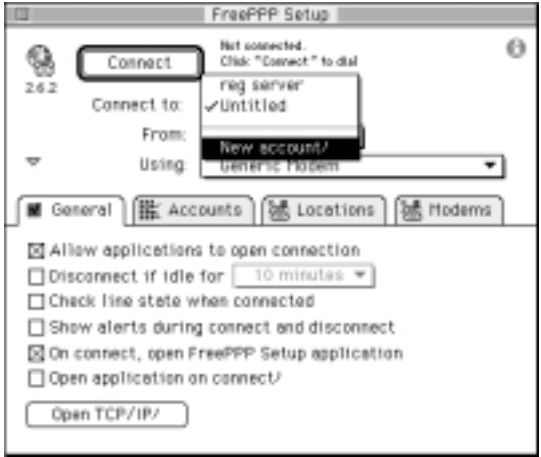 FreePPP Setup
Not connected.
Click "Connect" to dial
Connect
2.6.2
reg server
Connect to:
✓Untitled
From:
New account/
Using:
Generic Modem
General
Accounts
Locations
Modems
Allow applications to open connection
Disconnect if idle for
10 minutes
Check line state when connected
Show alerts during connect and disconnect
On connect, open FreePPP Setup application
Open application on connect/
Open TCP/IP/